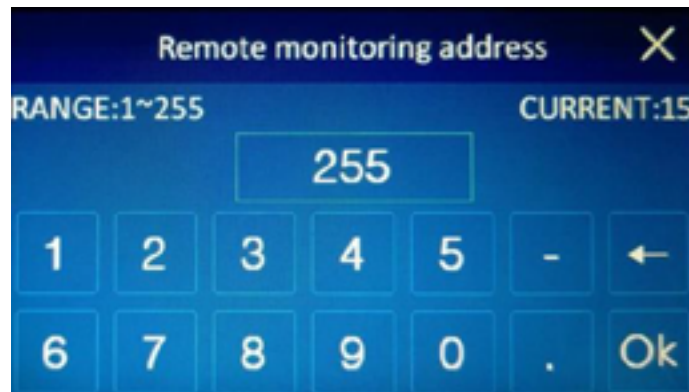 Remote monitoring address X
RANGE:1~255 CURRENT:15
255
1 2 3 4 5 - ←
6 7 8 9 0 . Ok